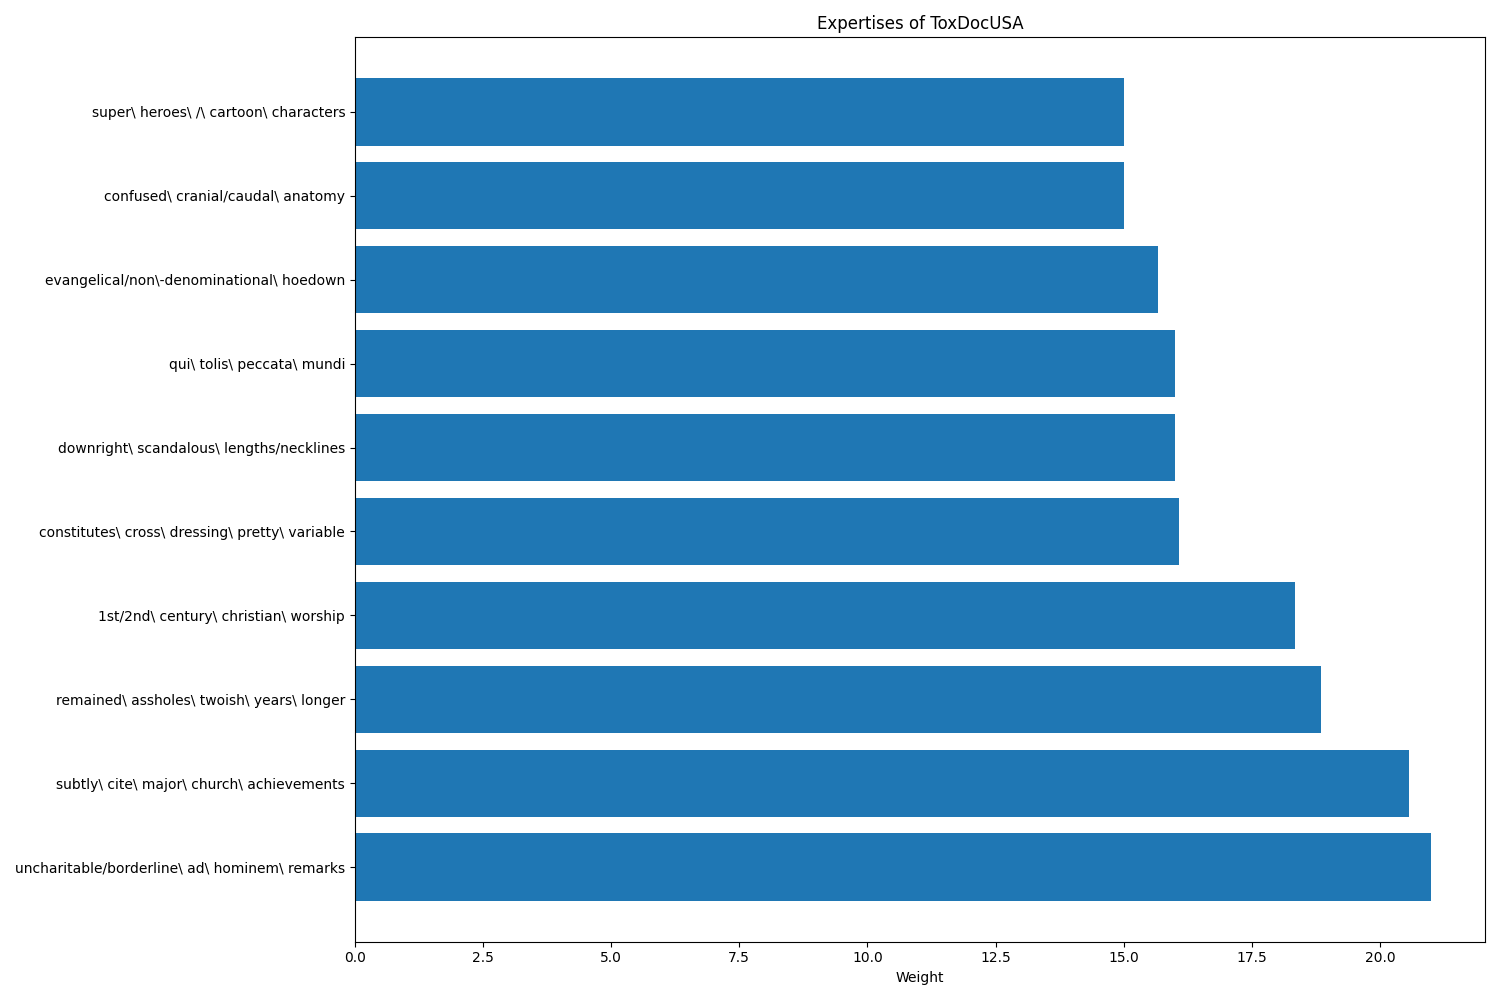 Expertises of ToxDocUSA
super\ heroes\ /\ cartoon\ characters
confused\ cranial/caudal\ anatomy
evangelical/non\-denominational\ hoedown
qui\ tolis\ peccata\ mundi
downright\ scandalous\ lengths/necklines
constitutes\ cross\ dressing\ pretty\ variable
1st/2nd\ century\ christian\ worship
remained\ assholes\ twoish\ years\ longer
subtly\ cite\ major\ church\ achievements
uncharitable/borderline\ ad\ hominem\ remarks
0.0 2.5 5.0 7.5 10.0 12.5 15.0 17.5 20.0
Weight